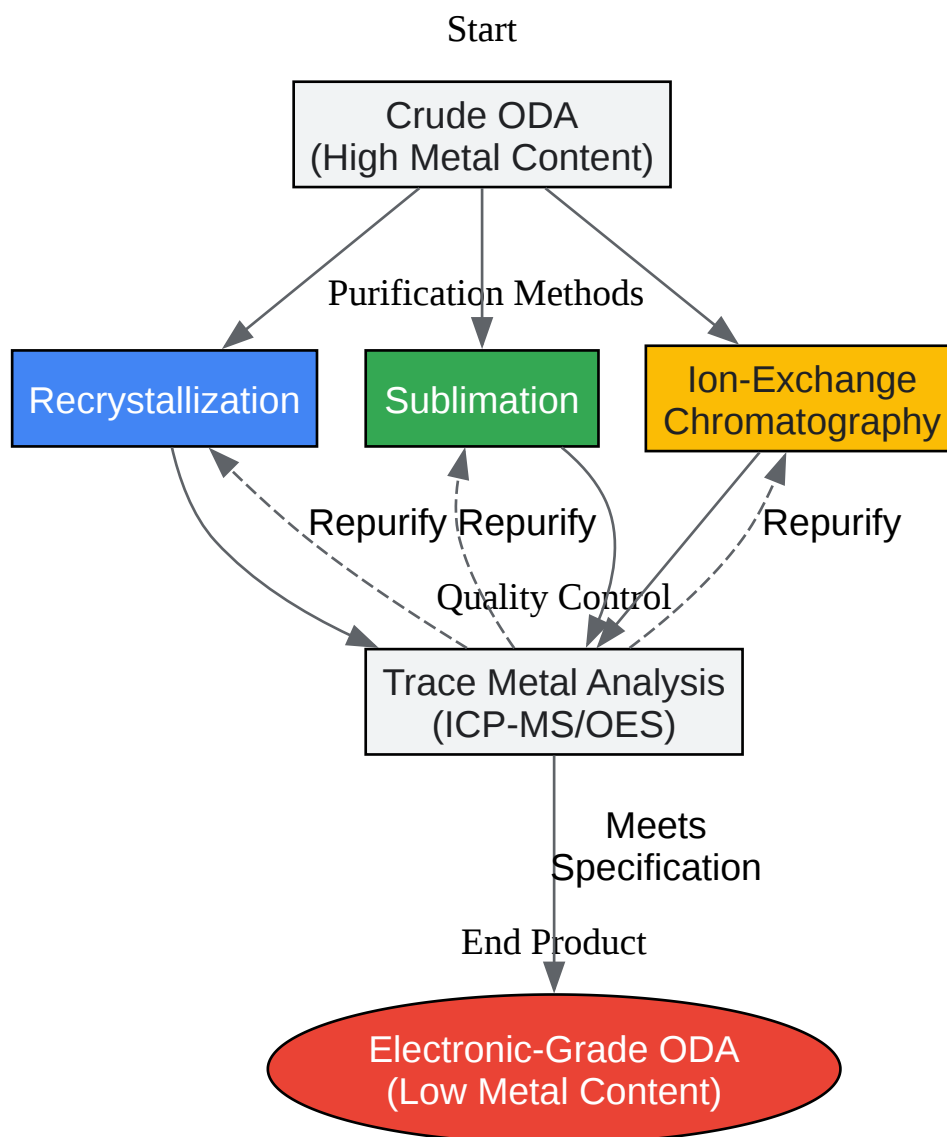 Start
Crude ODA
(High Metal Content)
Purification Methods
Recrystallization
Sublimation
Ion-Exchange
Chromatography
Repurify
Repurify
Repurify
Quality Control
Trace Metal Analysis
(ICP-MS/OES)
Meets
Specification
End Product
Electronic-Grade ODA
(Low Metal Content)